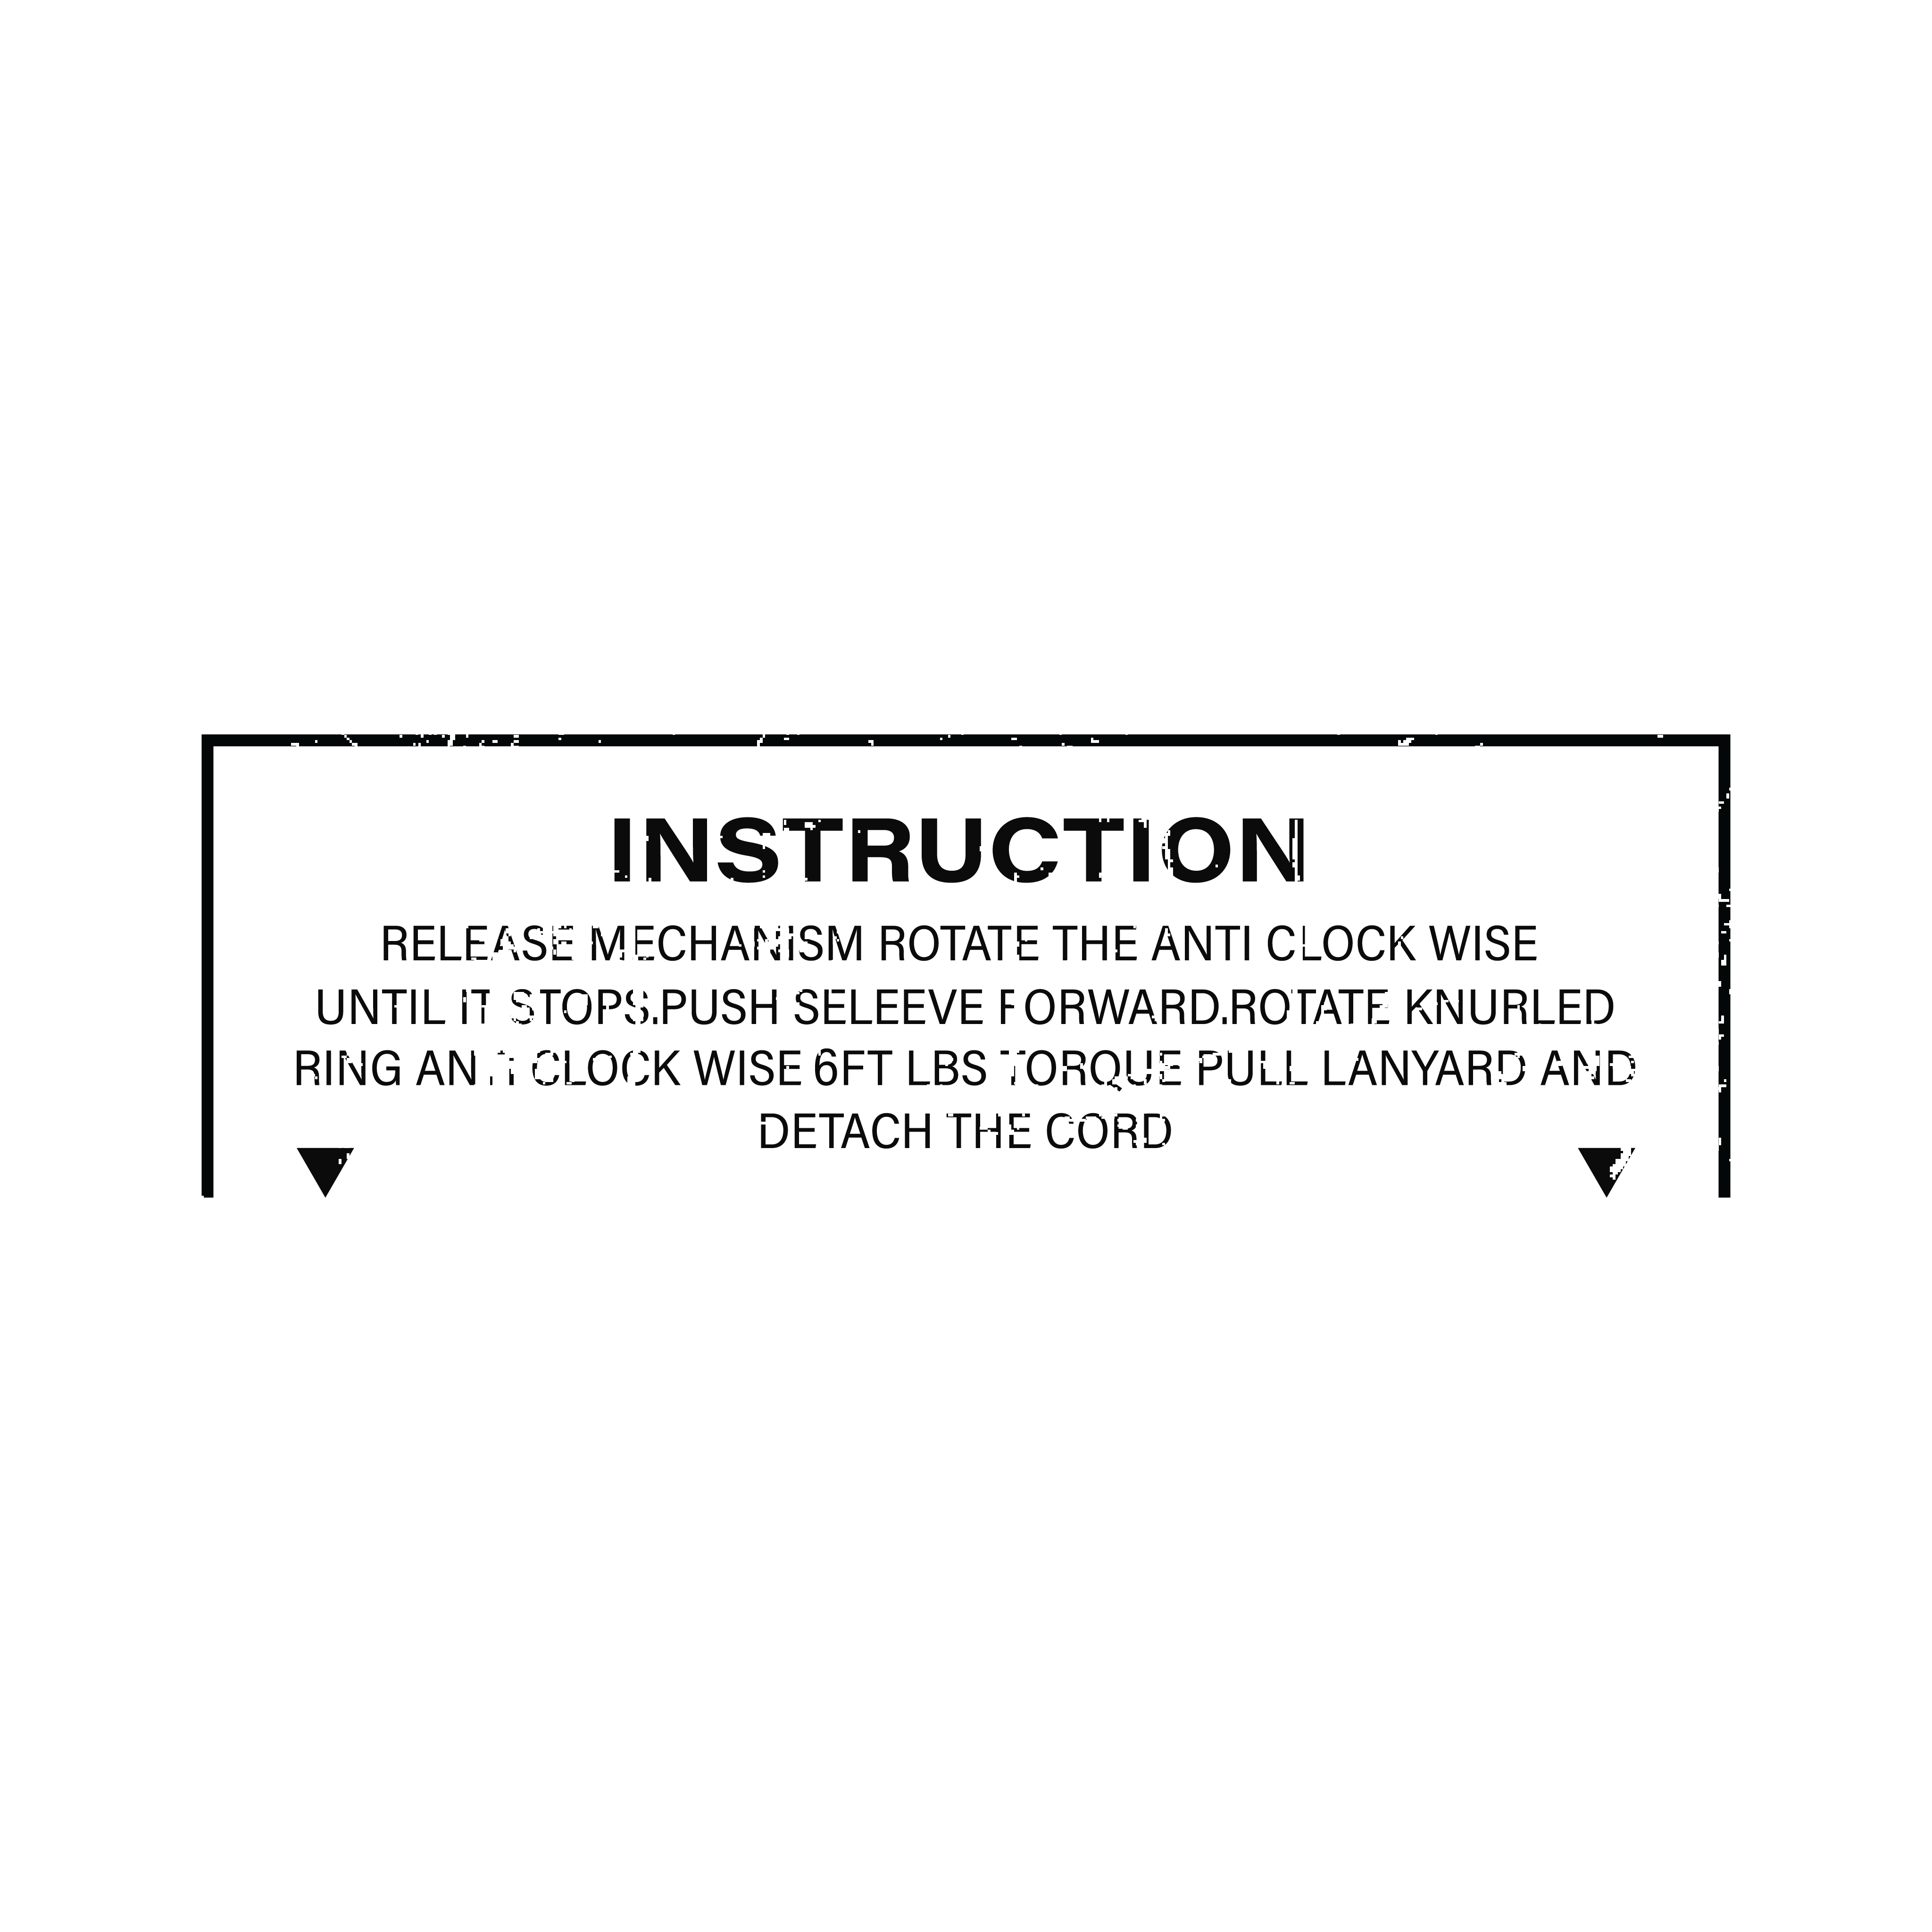 INSTRUCTION
RELEASE MECHANISM ROTATE THE ANTI CLOCK WISE
UNTIL IT STOPS.PUSH SELEEVE FORWARD.ROTATE KNURLED
RING ANTI CLOCK WISE 6FT LBS TORQUE PULL LANYARD AND
DETACH THE CORD